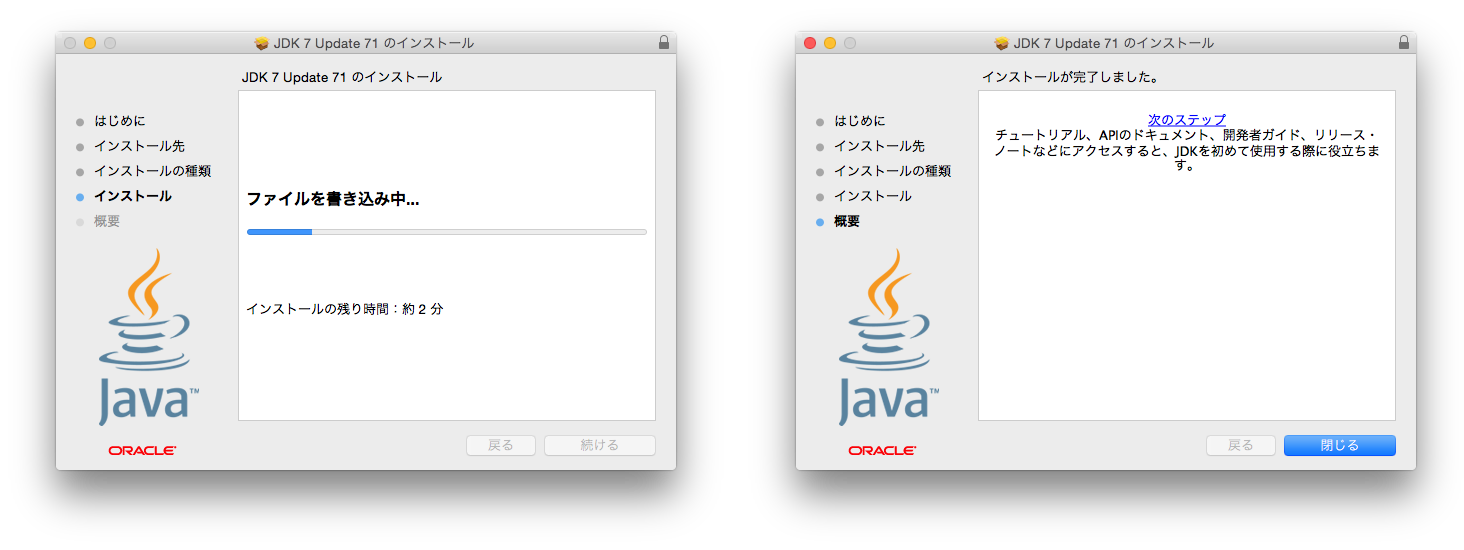 JDK 7 Update 71 のインストール
JDK 7 Update 71 のインストール
はじめに
インストール先
インストールの種類
インストール
概要
ファイルを書き込み中...
インストールの残り時間：約 2 分
Java™
ORACLE®
戻る
続ける
JDK 7 Update 71 のインストール
インストールが完了しました。
はじめに
インストール先
インストールの種類
インストール
概要
次のステップ
チュートリアル、APIのドキュメント、開発者ガイド、リリース・
ノートなどにアクセスすると、JDKを初めて使用する際に役立ちま
す。
Java™
ORACLE®
戻る
閉じる